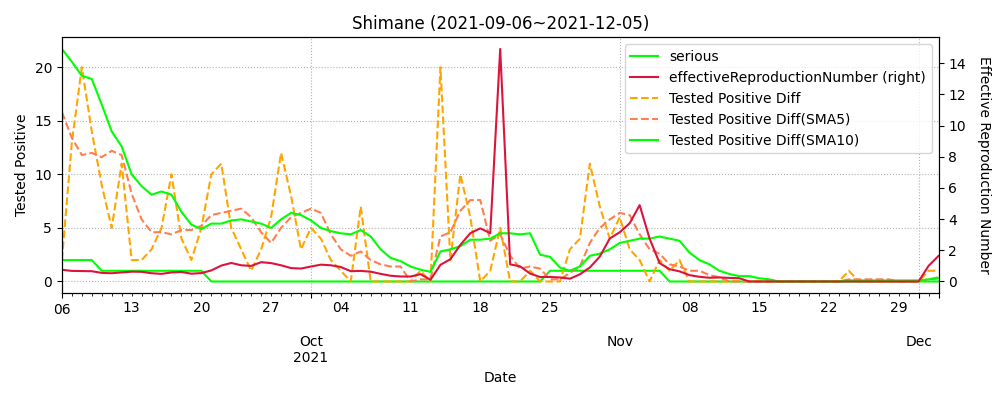 Shimane (2021-09-06~2021-12-05)
serious
effectiveReproductionNumber (right)
Tested Positive Diff
Tested Positive Diff(SMA5)
Tested Positive Diff(SMA10)
Tested Positive
20
15
10
5
0
14
12
10
8
6
4
2
0
Effective Reproduction Number
06 13 20 27 04 11 18 25 08 15 22 29
Oct Nov Dec
2021
Date